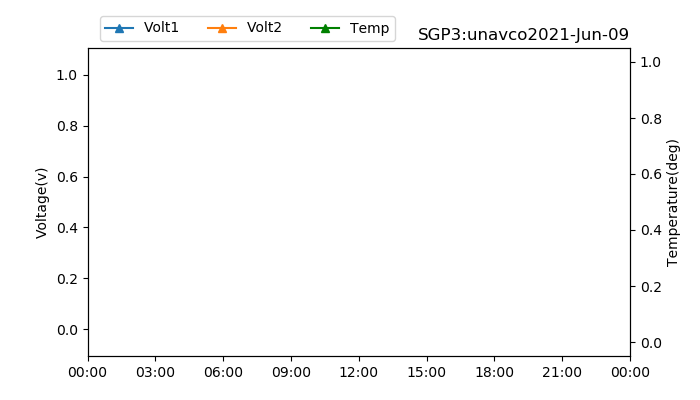 Volt1 Volt2 Temp
SGP3:unavco2021-Jun-09
1.0
0.8
0.6
0.4
0.2
0.0
Voltage(v)
1.0
0.8
0.6
0.4
0.2
0.0
Temperature(deg)
00:00 03:00 06:00 09:00 12:00 15:00 18:00 21:00 00:00